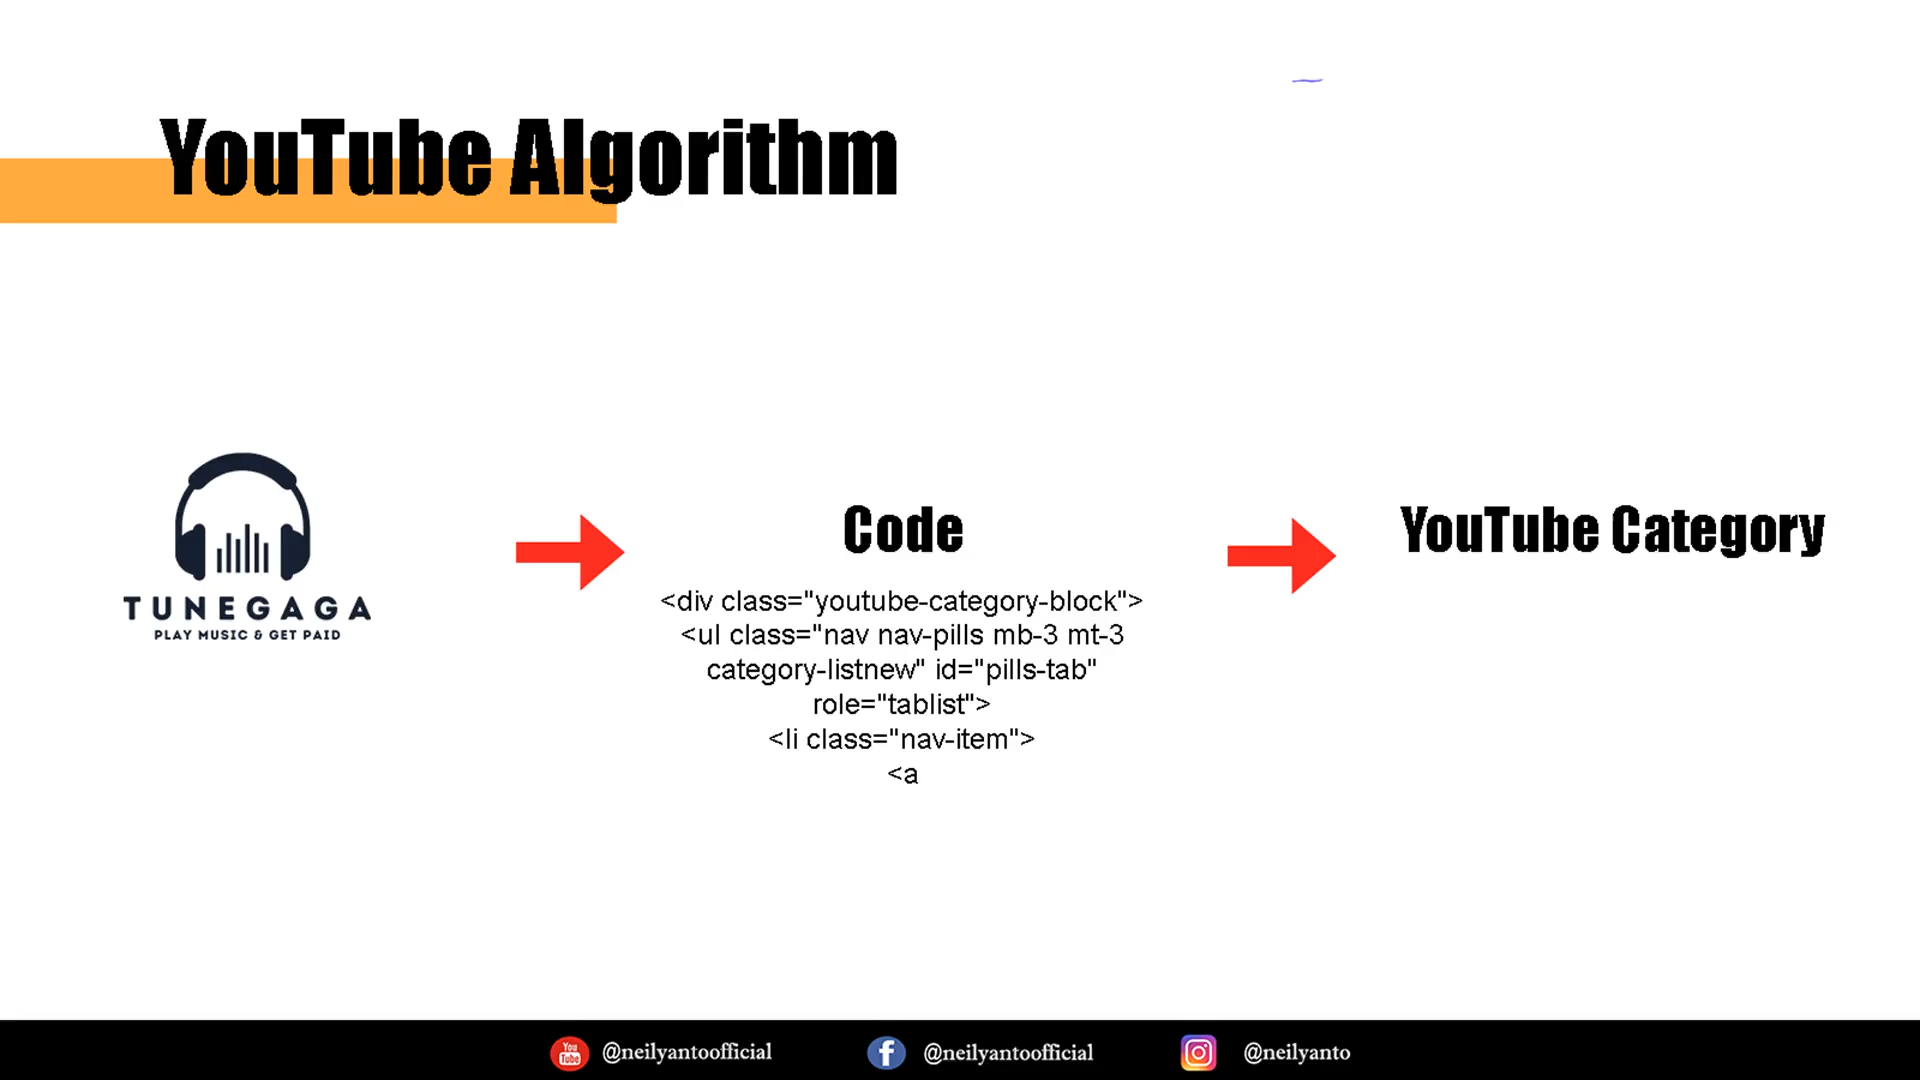 YouTube Algorithm
TUNEGAGA
PLAY MUSIC & GET PAID
Code
<div class="youtube-category-block">
<ul class="nav nav-pills mb-3 mt-3
category-listnew" id="pills-tab"
role="tablist">
<li class="nav-item">
<a
YouTube Category
You
Tube
@neilyantoofficial
@neilyantoofficial
@neilyanto